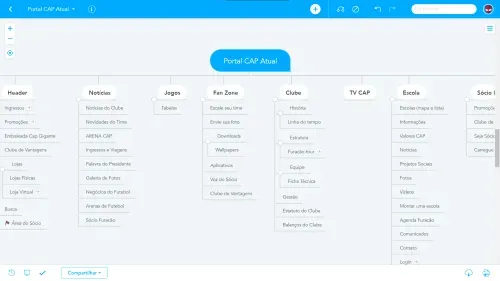 Portal CAP Atual
Portal CAP Atual
Header
Ingressos
Promoções
Embaixada Cap Gigante
Clube de Vantagens
Lojas
Lojas Físicas
Loja Virtual
Busca
Área do Sócio
Notícias
Notícias do Clube
Novidades do Time
ARENA CAP
Ingressos e Viagens
Palavra do Presidente
Galeria de Fotos
Negócios do Futebol
Arenas de Futebol
Sócio Furacão
Jogos
Tabelas
Fan Zone
Escale seu time
Envie sua foto
Downloads
Wallpapers
Aplicativos
Voz do Sócio
Clube de Vantagens
Clube
História
Linha do tempo
Estrutura
Furacão Azul
Equipe
Ficha Técnica
Gestão
Estatuto do Clube
Balanços do Clube
TV CAP
Escola
Escolas (mapa e lista)
Informações
Valores CAP
Notícias
Projetos Sociais
Fotos
Vídeos
Montar uma escola
Agenda Furacão
Comunicados
Contato
Login
Sócio
Promoções
Clube de
Seja Sócio
Carregue
Compartilhar